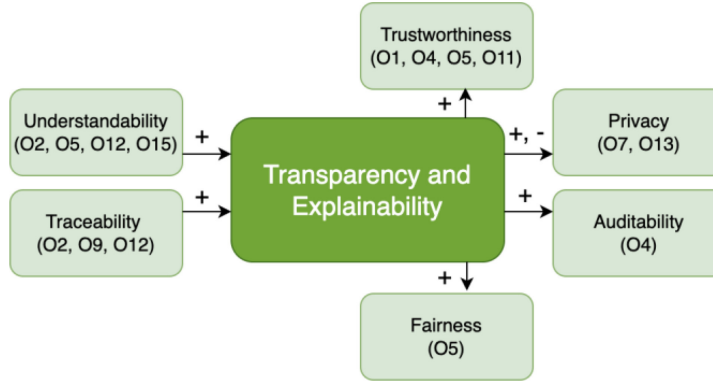 Trustworthiness
(O1, O4, O5, O11)
+
Understandability
(O2, O5, O12, O15)
+
Transparency and
Explainability
+, -
Privacy
(O7, O13)
Traceability
(O2, O9, O12)
+
+
Auditability
(O4)
+
Fairness
(O5)